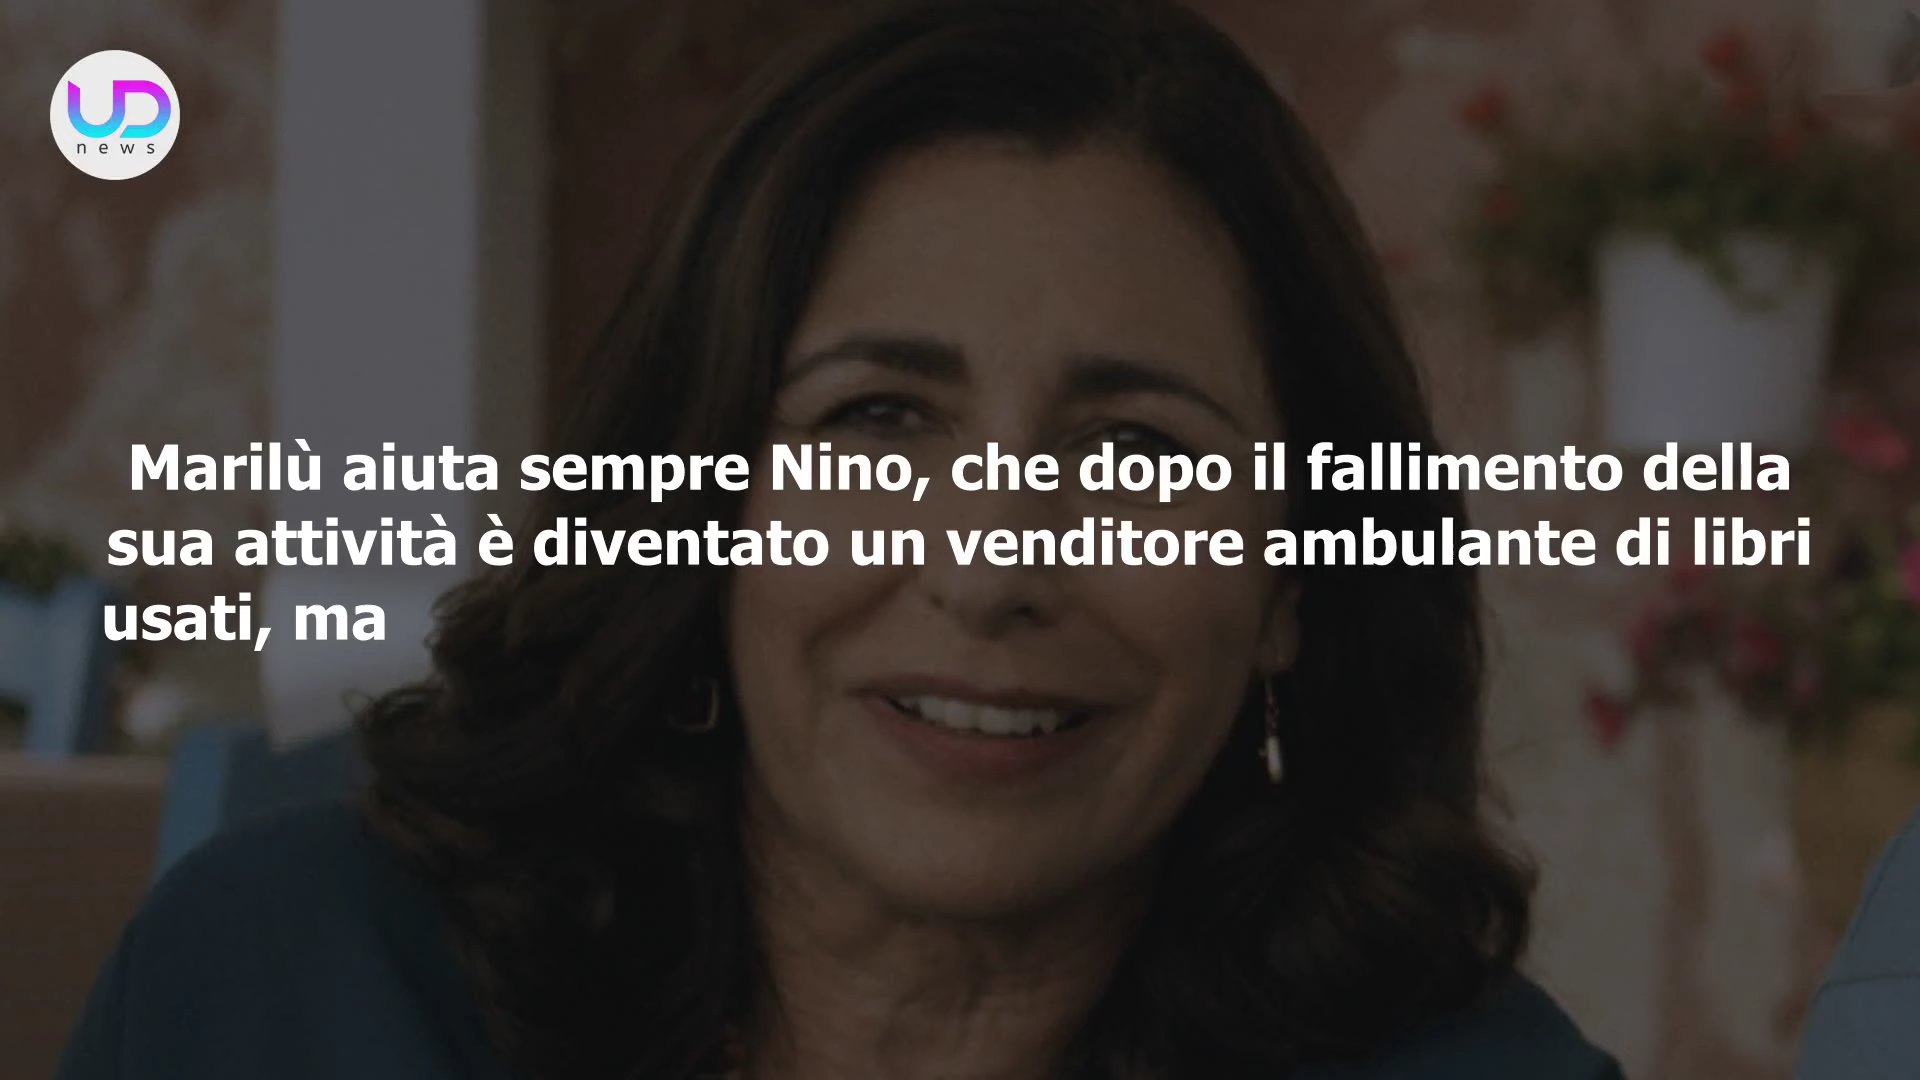 UD
news
Marilù aiuta sempre Nino, che dopo il fallimento della
sua attività è diventato un venditore ambulante di libri
usati, ma